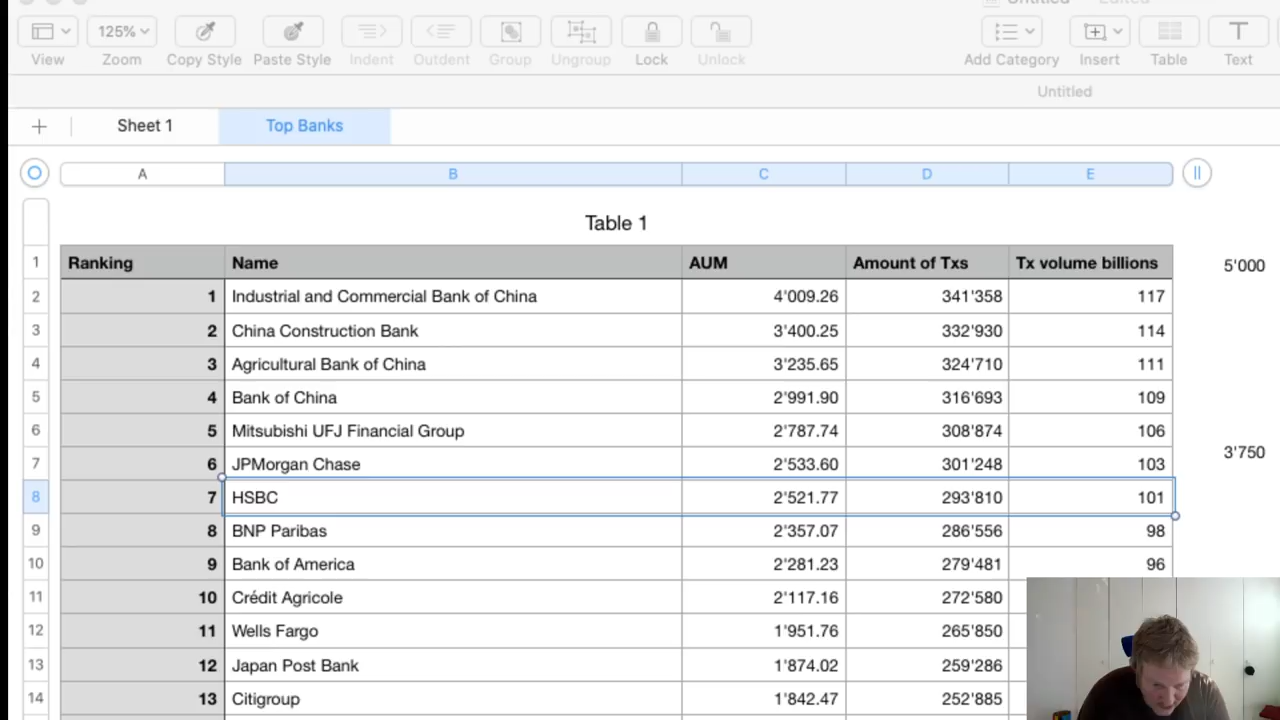 Untitled — Edited
125%
View Zoom Copy Style Paste Style Indent Outdent Group Ungroup Lock Unlock Add Category Insert Table Text
Untitled
Sheet 1 Top Banks
A B C D E
Table 1
1 Ranking Name AUM Amount of Txs Tx volume billions 5'000
2 1 Industrial and Commercial Bank of China 4'009.26 341'358 117
3 2 China Construction Bank 3'400.25 332'930 114
4 3 Agricultural Bank of China 3'235.65 324'710 111
5 4 Bank of China 2'991.90 316'693 109
6 5 Mitsubishi UFJ Financial Group 2'787.74 308'874 106
7 6 JPMorgan Chase 2'533.60 301'248 103 3'750
8 7 HSBC 2'521.77 293'810 101
9 8 BNP Paribas 2'357.07 286'556 98
10 9 Bank of America 2'281.23 279'481 96
11 10 Crédit Agricole 2'117.16 272'580
12 11 Wells Fargo 1'951.76 265'850
13 12 Japan Post Bank 1'874.02 259'286
14 13 Citigroup 1'842.47 252'885